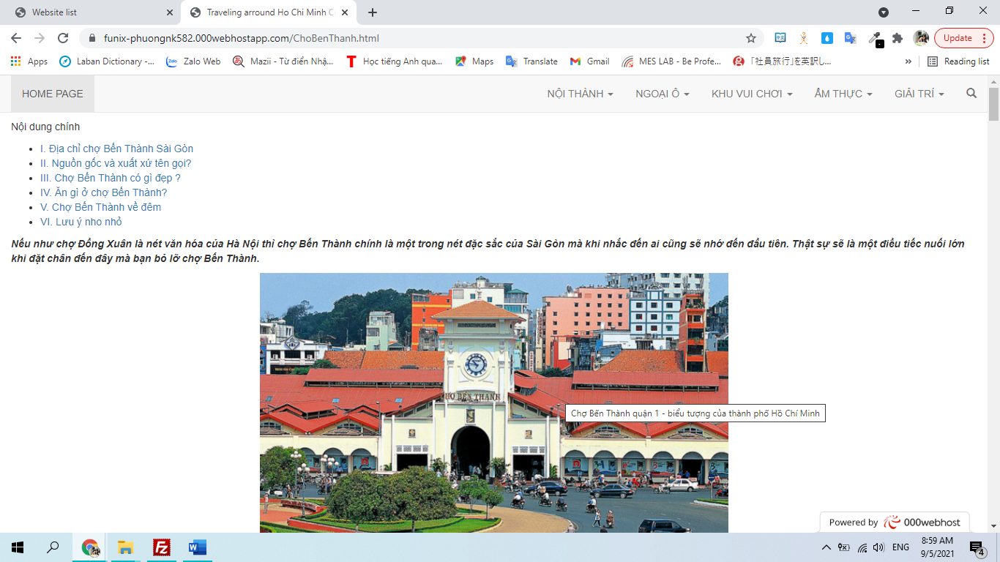 Website list
Traveling arround Ho Chi Minh C
funix-phuongnk582.000webhostapp.com/ChoBenThanh.html
Update
Apps
Laban Dictionary -...
Zalo Web
Mazii - Từ điển Nhậ...
Học tiếng Anh qua...
Maps
Translate
Gmail
MES LAB - Be Profe...
「社員旅行」を英訳し...
»
Reading list
HOME PAGE
NỘI THÀNH
NGOẠI Ô
KHU VUI CHƠI
ẨM THỰC
GIẢI TRÍ
Nội dung chính
I. Địa chỉ chợ Bến Thành Sài Gòn
II. Nguồn gốc và xuất xứ tên gọi?
III. Chợ Bến Thành có gì đẹp ?
IV. Ăn gì ở chợ Bến Thành?
V. Chợ Bến Thành về đêm
VI. Lưu ý nho nhỏ
Nếu như chợ Đồng Xuân là nét văn hóa của Hà Nội thì chợ Bến Thành chính là một trong nét đặc sắc của Sài Gòn mà khi nhắc đến ai cũng sẽ nhớ đến đầu tiên. Thật sự sẽ là một điều tiếc nuối lớn
khi đặt chân đến đây mà bạn bỏ lỡ chợ Bến Thành.
CHỢ BẾN THÀNH
Chợ Bến Thành quận 1 - biểu tượng của thành phố Hồ Chí Minh
Powered by 000webhost
ENG
8:59 AM
9/5/2021
4